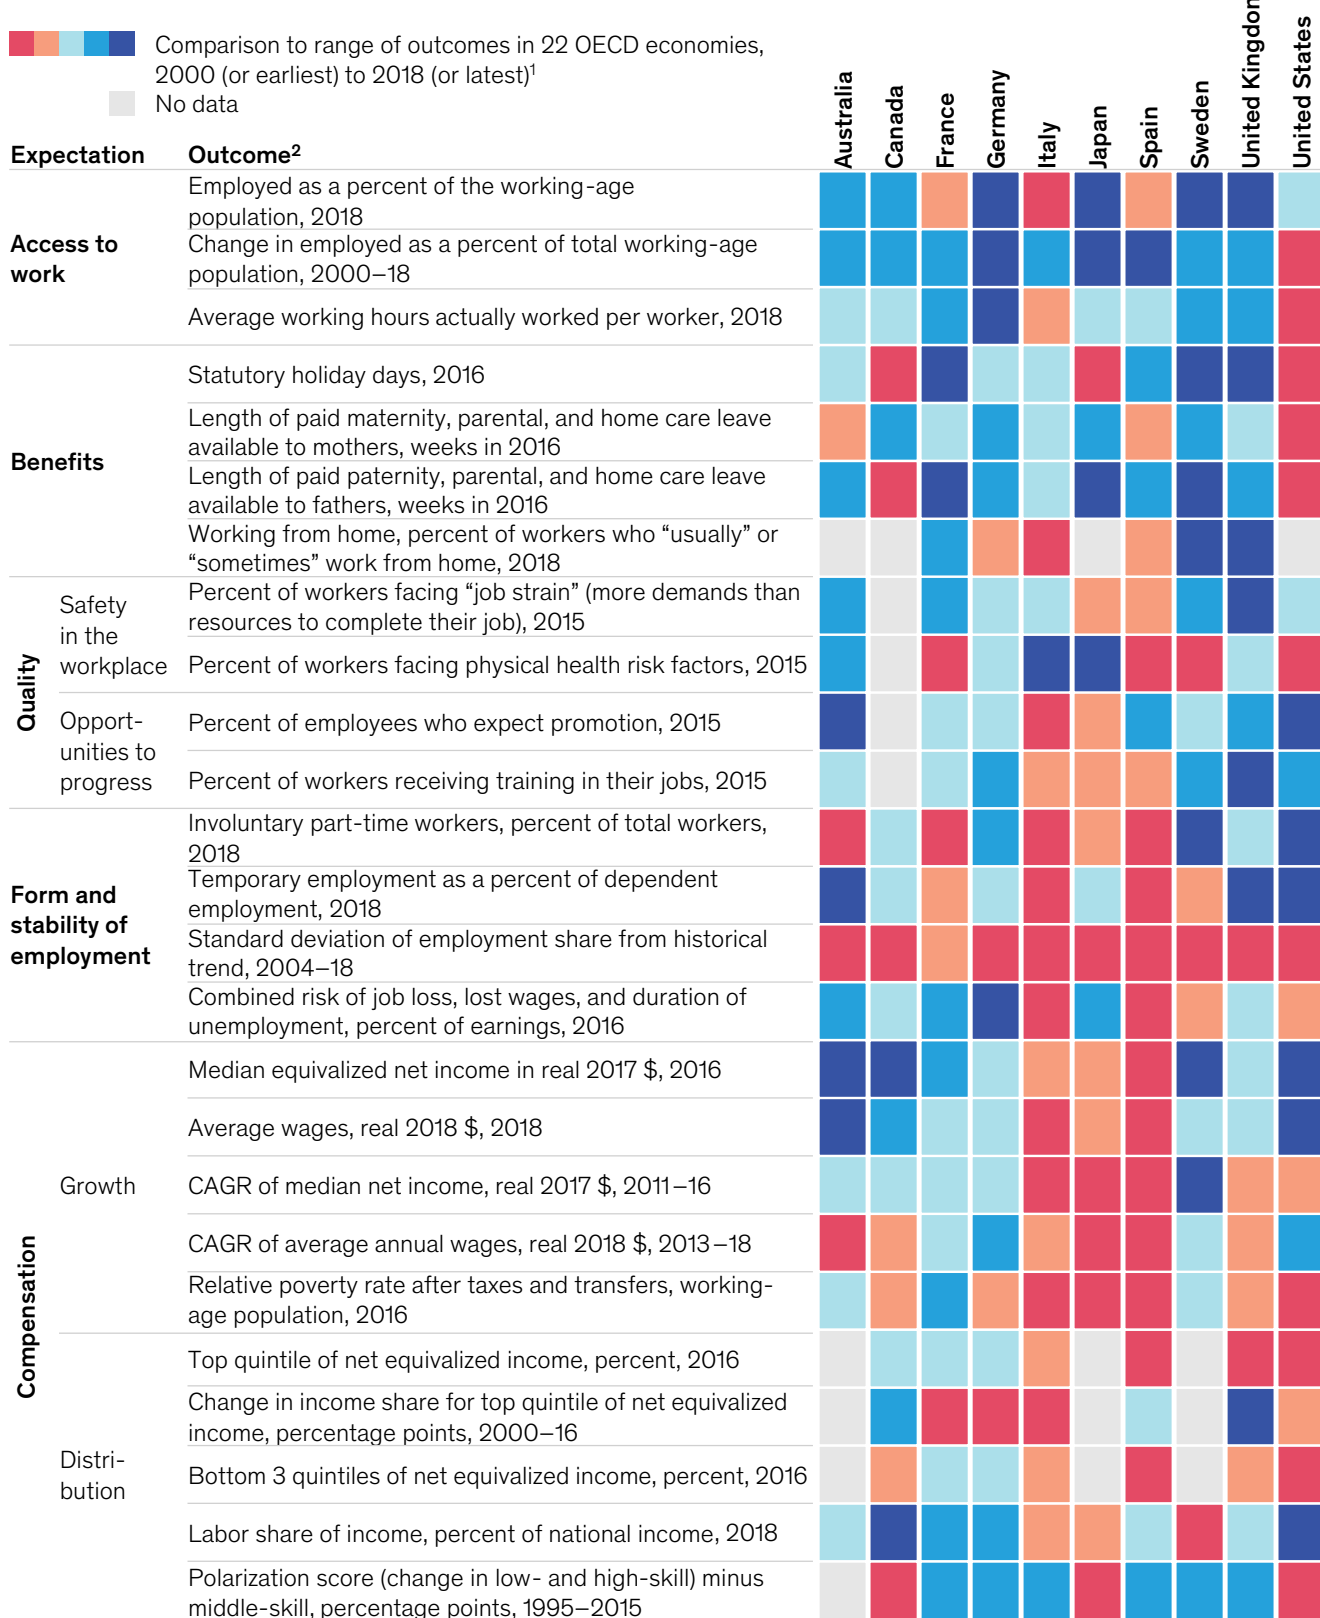 Comparison to range of outcomes in 22 OECD economies,
2000 (or earliest) to 2018 (or latest)¹
No data
Australia
Canada
France
Germany
Italy
Japan
Spain
Sweden
United Kingdom
United States
Expectation
Outcome²
Access to
work
Employed as a percent of the working-age
population, 2018
Change in employed as a percent of total working-age
population, 2000–18
Average working hours actually worked per worker, 2018
Benefits
Statutory holiday days, 2016
Length of paid maternity, parental, and home care leave
available to mothers, weeks in 2016
Length of paid paternity, parental, and home care leave
available to fathers, weeks in 2016
Working from home, percent of workers who “usually” or
“sometimes” work from home, 2018
Quality
Safety
in the
workplace
Percent of workers facing “job strain” (more demands than
resources to complete their job), 2015
Percent of workers facing physical health risk factors, 2015
Opport-
unities to
progress
Percent of employees who expect promotion, 2015
Percent of workers receiving training in their jobs, 2015
Form and
stability of
employment
Involuntary part-time workers, percent of total workers,
2018
Temporary employment as a percent of dependent
employment, 2018
Standard deviation of employment share from historical
trend, 2004–18
Combined risk of job loss, lost wages, and duration of
unemployment, percent of earnings, 2016
Compensation
Growth
Median equivalized net income in real 2017 $, 2016
Average wages, real 2018 $, 2018
CAGR of median net income, real 2017 $, 2011–16
CAGR of average annual wages, real 2018 $, 2013–18
Relative poverty rate after taxes and transfers, working-
age population, 2016
Distri-
bution
Top quintile of net equivalized income, percent, 2016
Change in income share for top quintile of net equivalized
income, percentage points, 2000–16
Bottom 3 quintiles of net equivalized income, percent, 2016
Labor share of income, percent of national income, 2018
Polarization score (change in low- and high-skill) minus
middle-skill, percentage points, 1995–2015